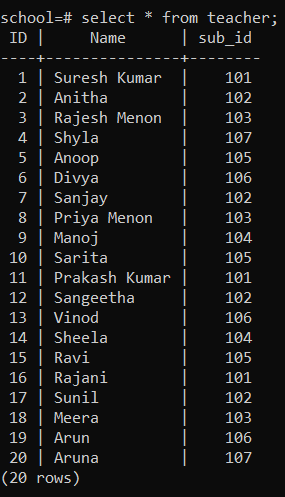 school=# select * from teacher;
 ID |     Name      | sub_id
----+---------------+--------
  1 | Suresh Kumar  |    101
  2 | Anitha        |    102
  3 | Rajesh Menon  |    103
  4 | Shyla         |    107
  5 | Anoop         |    105
  6 | Divya         |    106
  7 | Sanjay        |    102
  8 | Priya Menon   |    103
  9 | Manoj         |    104
 10 | Sarita        |    105
 11 | Prakash Kumar |    101
 12 | Sangeetha     |    102
 13 | Vinod         |    106
 14 | Sheela        |    104
 15 | Ravi          |    105
 16 | Rajani        |    101
 17 | Sunil         |    102
 18 | Meera         |    103
 19 | Arun          |    106
 20 | Aruna         |    107
(20 rows)